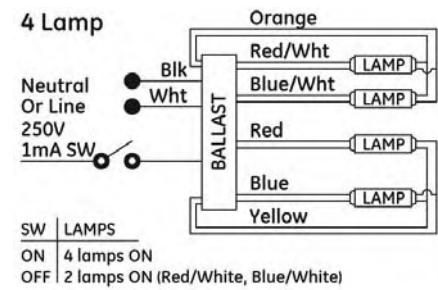 4 Lamp
Orange
Red/Wht
LAMP
Blk
Blue/Wht
LAMP
Neutral
Or Line
Wht
250V
1mA SW
BALLAST
Red
LAMP
Blue
LAMP
Yellow
SW LAMPS
ON 4 lamps ON
OFF 2 lamps ON (Red/White, Blue/White)